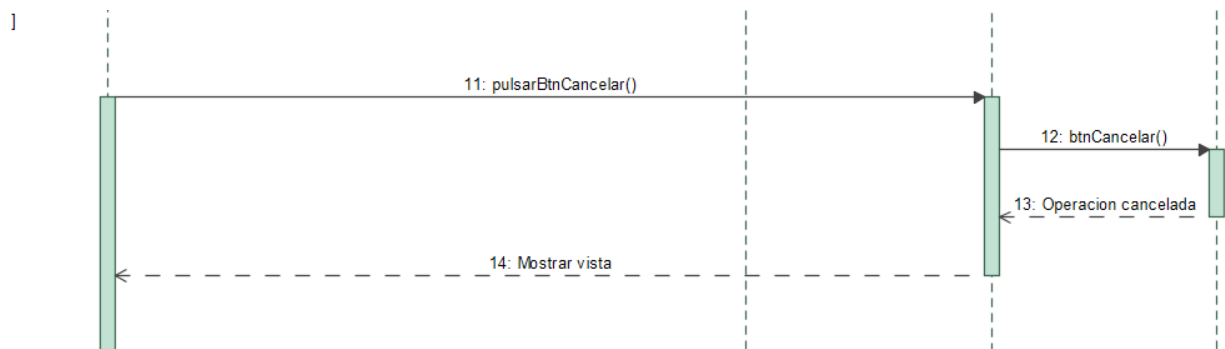 ]
11: pulsarBtnCancelar()
12: btnCancelar()
13: Operacion cancelada
14: Mostrar vista